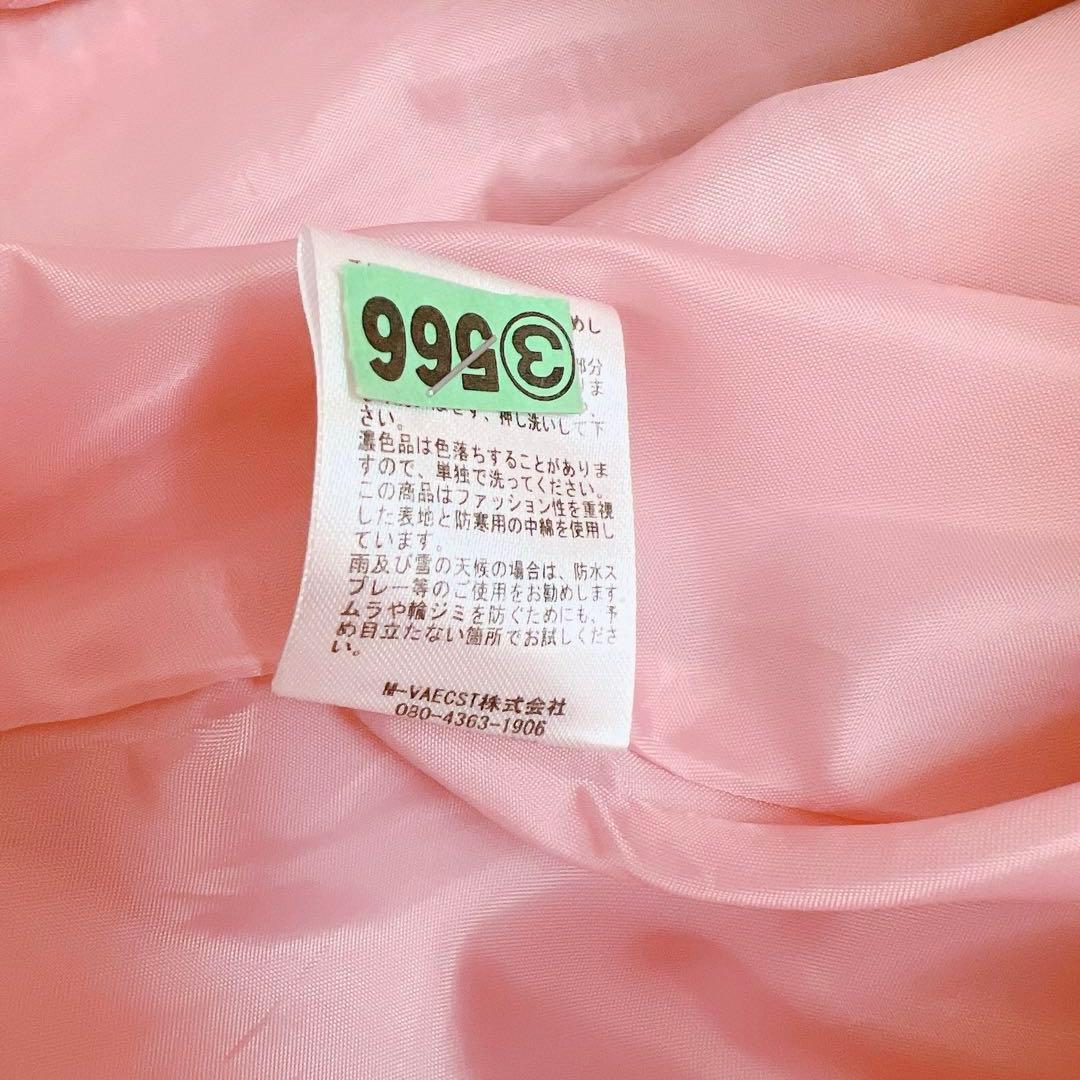 ③566
めし
部分
りま
ず、押し洗いして下
さい。
濃色品は色落ちすることがありま
すので、単独で洗ってください。
この商品はファッション性を重視
した表地と防寒用の中綿を使用し
ています。
雨及び雪の天候の場合は、防水ス
プレー等のご使用をお勧めします。
ムラや輪ジミを防ぐためにも、予
め目立たない箇所でお試しくださ
い。
M-VAECST株式会社
080-4363-1906